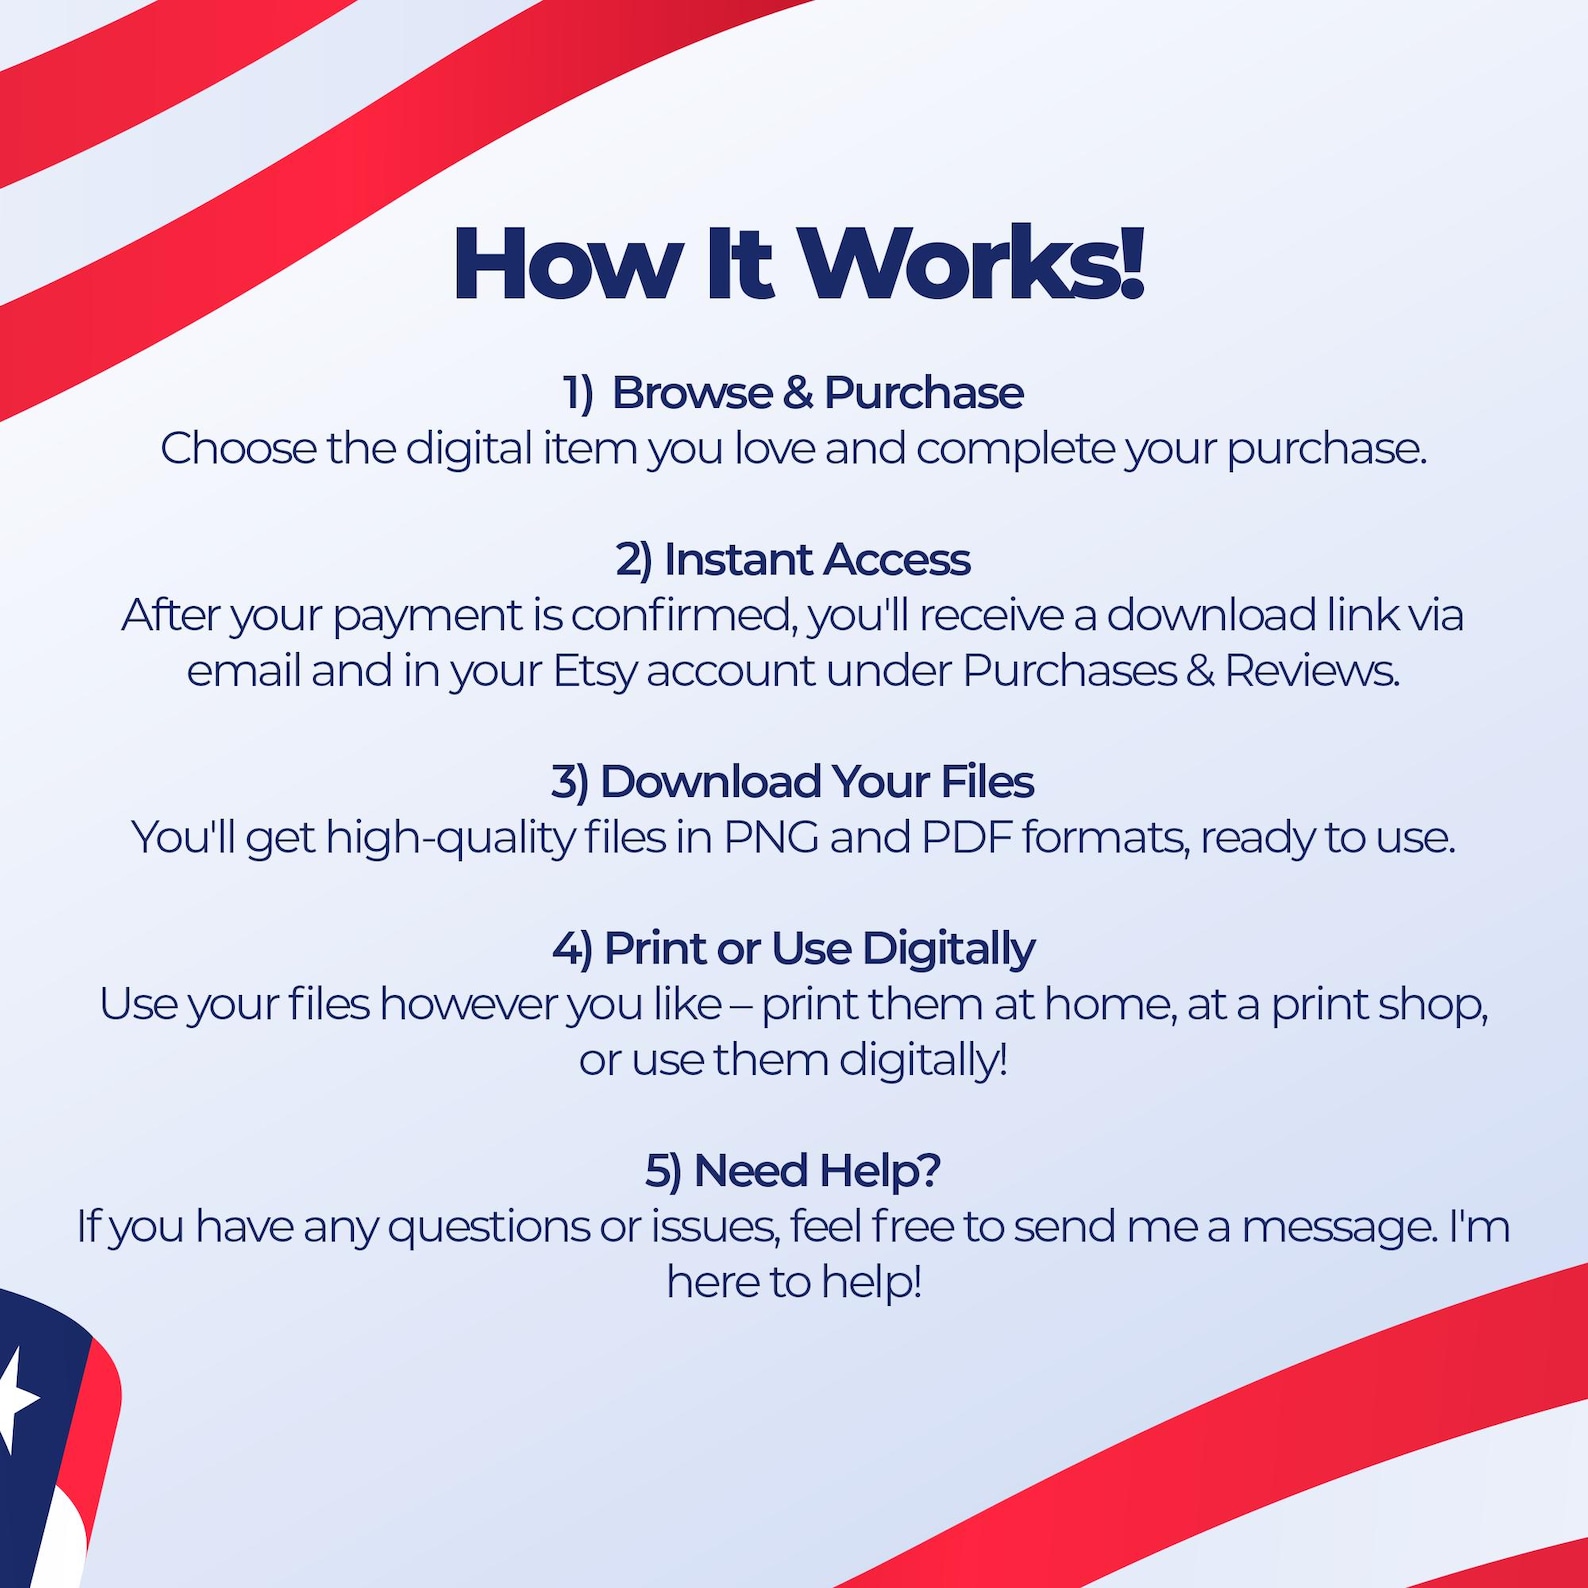 How It Works!
1) Browse & Purchase
Choose the digital item you love and complete your purchase.
2) Instant Access
After your payment is confirmed, you'll receive a download link via
email and in your Etsy account under Purchases & Reviews.
3) Download Your Files
You'll get high-quality files in PNG and PDF formats, ready to use.
4) Print or Use Digitally
Use your files however you like – print them at home, at a print shop,
or use them digitally!
5) Need Help?
If you have any questions or issues, feel free to send me a message. I'm
here to help!